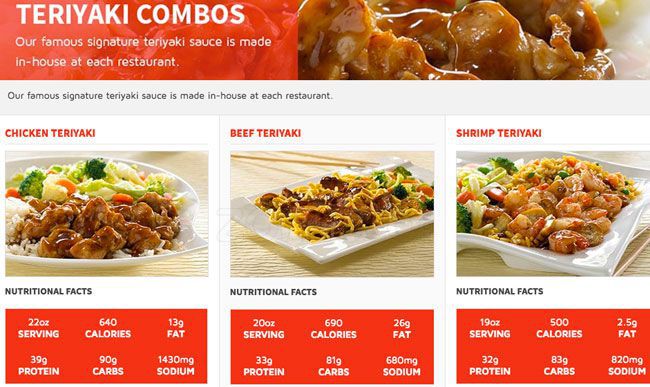 TERIYAKI COMBOS
Our famous signature teriyaki sauce is made
in-house at each restaurant.
Our famous signature teriyaki sauce is made in-house at each restaurant.
CHICKEN TERIYAKI
NUTRITIONAL FACTS
22oz 640 13g
SERVING CALORIES FAT
39g 90g 1430mg
PROTEIN CARBS SODIUM
BEEF TERIYAKI
NUTRITIONAL FACTS
20oz 690 26g
SERVING CALORIES FAT
33g 81g 680mg
PROTEIN CARBS SODIUM
SHRIMP TERIYAKI
NUTRITIONAL FACTS
19oz 500 2.5g
SERVING CALORIES FAT
32g 83g 820mg
PROTEIN CARBS SODIUM